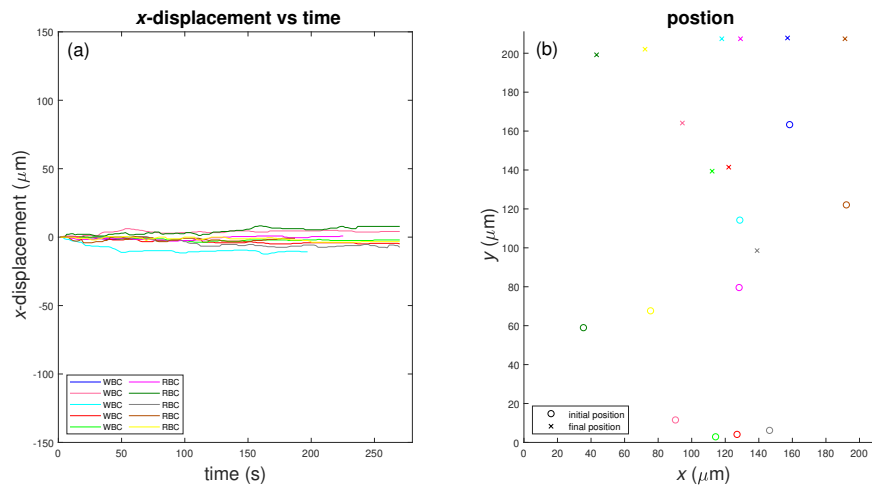 x-displacement vs time
(a)
x-displacement (μm)
150
100
50
0
-50
-100
-150
0 50 100 150 200 250
time (s)
WBC RBC
WBC RBC
WBC RBC
WBC RBC
WBC RBC
postion
(b)
y (μm)
200
180
160
140
120
100
80
60
40
20
0
0 20 40 60 80 100 120 140 160 180 200
x (μm)
initial position
final position